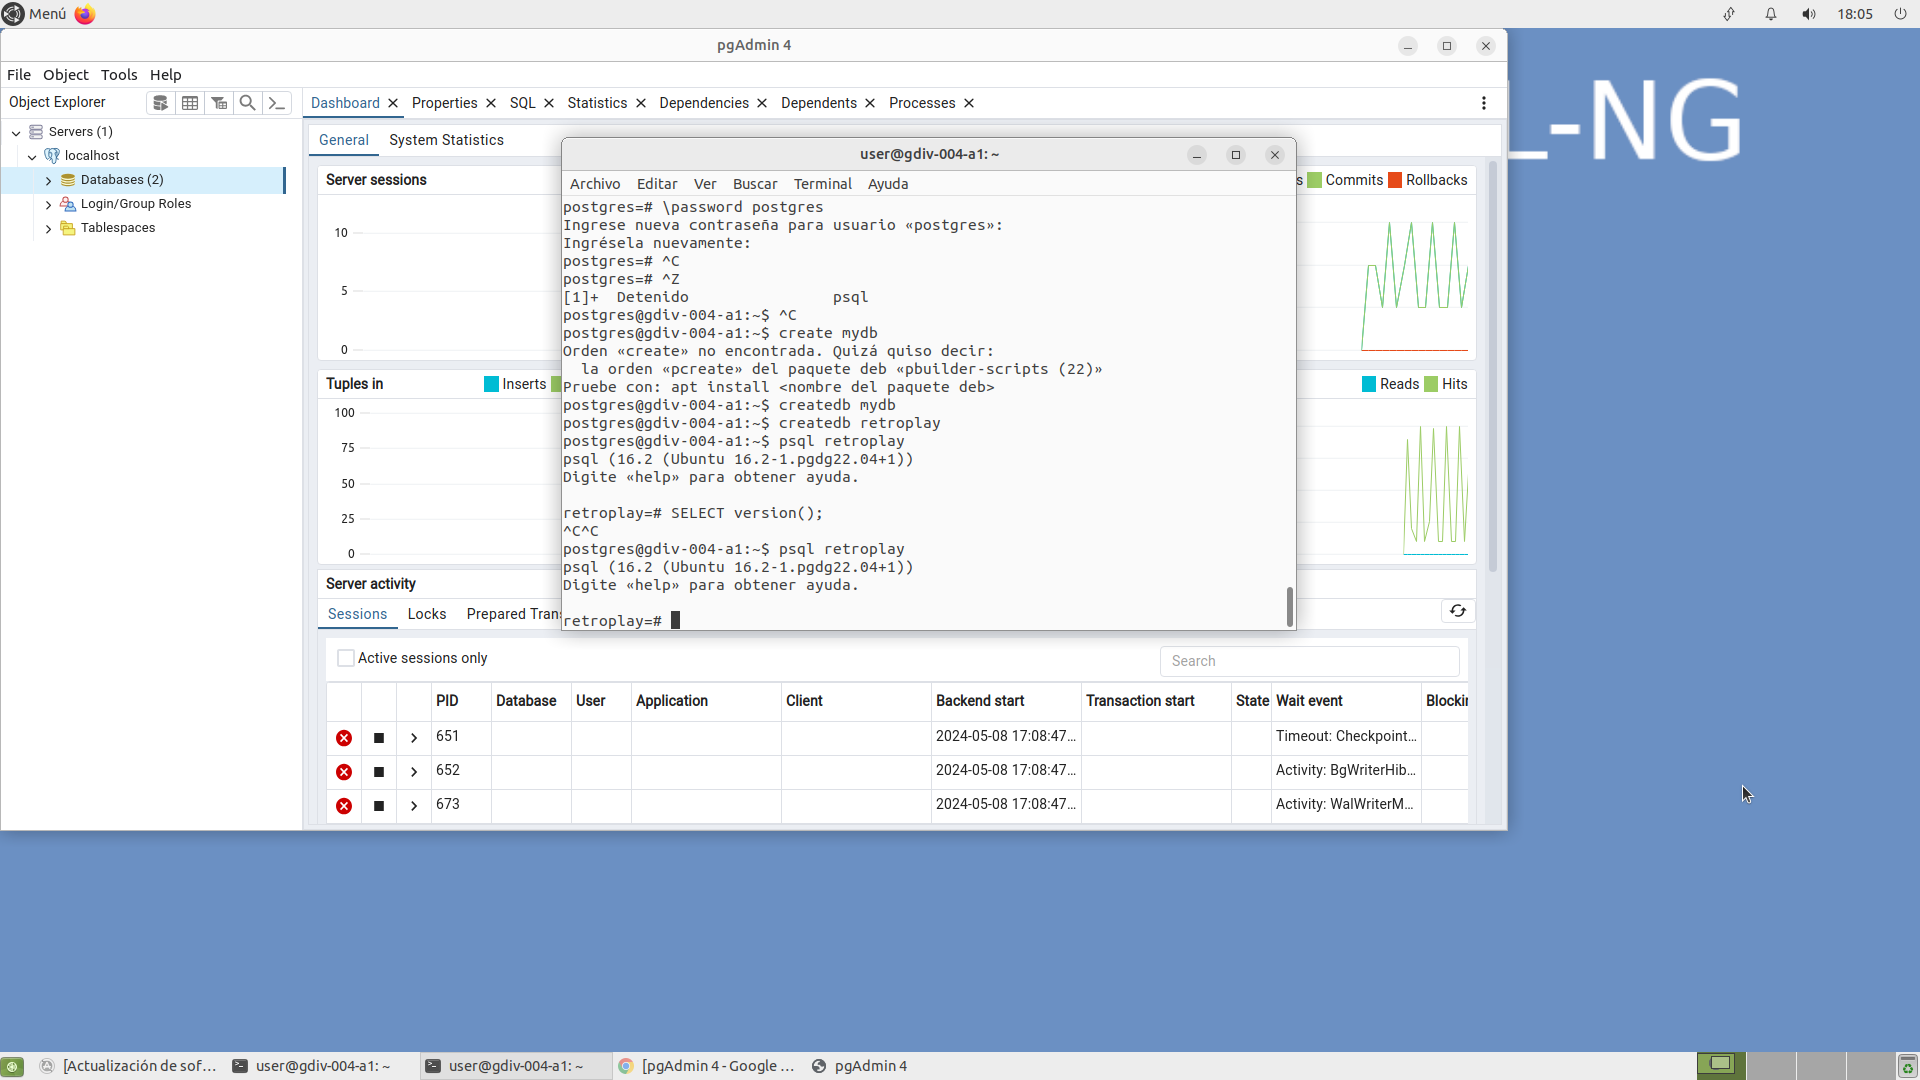 Menú
18:05
pgAdmin 4
File Object Tools Help
Object Explorer
Dashboard Properties SQL Statistics Dependencies Dependents Processes
Servers (1)
localhost
Databases (2)
Login/Group Roles
Tablespaces
General System Statistics
L-NG
Server sessions
Commits Rollbacks
10
5
0
Tuples in
Inserts
Reads Hits
100
75
50
25
0
user@gdiv-004-a1: ~
Archivo Editar Ver Buscar Terminal Ayuda
postgres=# \password postgres
Ingrese nueva contraseña para usuario «postgres»:
Ingrésela nuevamente:
postgres=# ^C
postgres=# ^Z
[1]+  Detenido                psql
postgres@gdiv-004-a1:~$ ^C
postgres@gdiv-004-a1:~$ create mydb
Orden «create» no encontrada. Quizá quiso decir:
  la orden «pcreate» del paquete deb «pbuilder-scripts (22)»
Pruebe con: apt install <nombre del paquete deb>
postgres@gdiv-004-a1:~$ createdb mydb
postgres@gdiv-004-a1:~$ createdb retroplay
postgres@gdiv-004-a1:~$ psql retroplay
psql (16.2 (Ubuntu 16.2-1.pgdg22.04+1))
Digite «help» para obtener ayuda.
retroplay=# SELECT version();
^C^C
postgres@gdiv-004-a1:~$ psql retroplay
psql (16.2 (Ubuntu 16.2-1.pgdg22.04+1))
Digite «help» para obtener ayuda.
retroplay=#
Server activity
Sessions Locks Prepared Tran
Active sessions only
Search
PID Database User Application Client Backend start Transaction start State Wait event Blockin
651 2024-05-08 17:08:47... Timeout: Checkpoint...
652 2024-05-08 17:08:47... Activity: BgWriterHib...
673 2024-05-08 17:08:47... Activity: WalWriterM...
[Actualización de sof... user@gdiv-004-a1: ~ user@gdiv-004-a1: ~ [pgAdmin 4 - Google ... pgAdmin 4